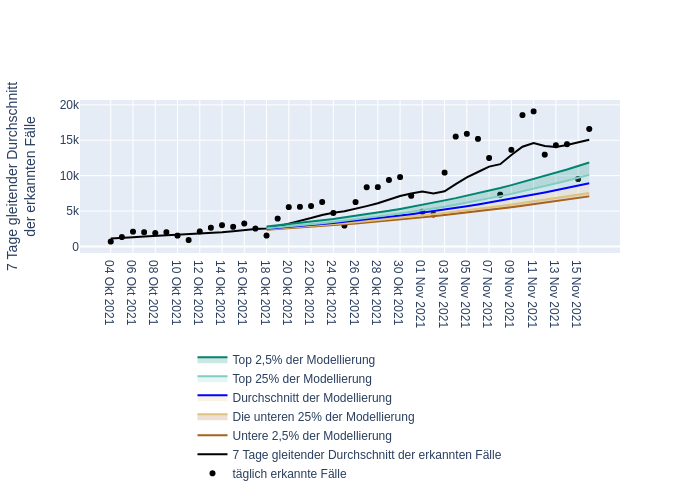 7 Tage gleitender Durchschnitt
der erkannten Fälle
20k
15k
10k
5k
0
04 Okt 2021
06 Okt 2021
08 Okt 2021
10 Okt 2021
12 Okt 2021
14 Okt 2021
16 Okt 2021
18 Okt 2021
20 Okt 2021
22 Okt 2021
24 Okt 2021
26 Okt 2021
28 Okt 2021
30 Okt 2021
01 Nov 2021
03 Nov 2021
05 Nov 2021
07 Nov 2021
09 Nov 2021
11 Nov 2021
13 Nov 2021
15 Nov 2021
Top 2,5% der Modellierung
Top 25% der Modellierung
Durchschnitt der Modellierung
Die unteren 25% der Modellierung
Untere 2,5% der Modellierung
7 Tage gleitender Durchschnitt der erkannten Fälle
täglich erkannte Fälle